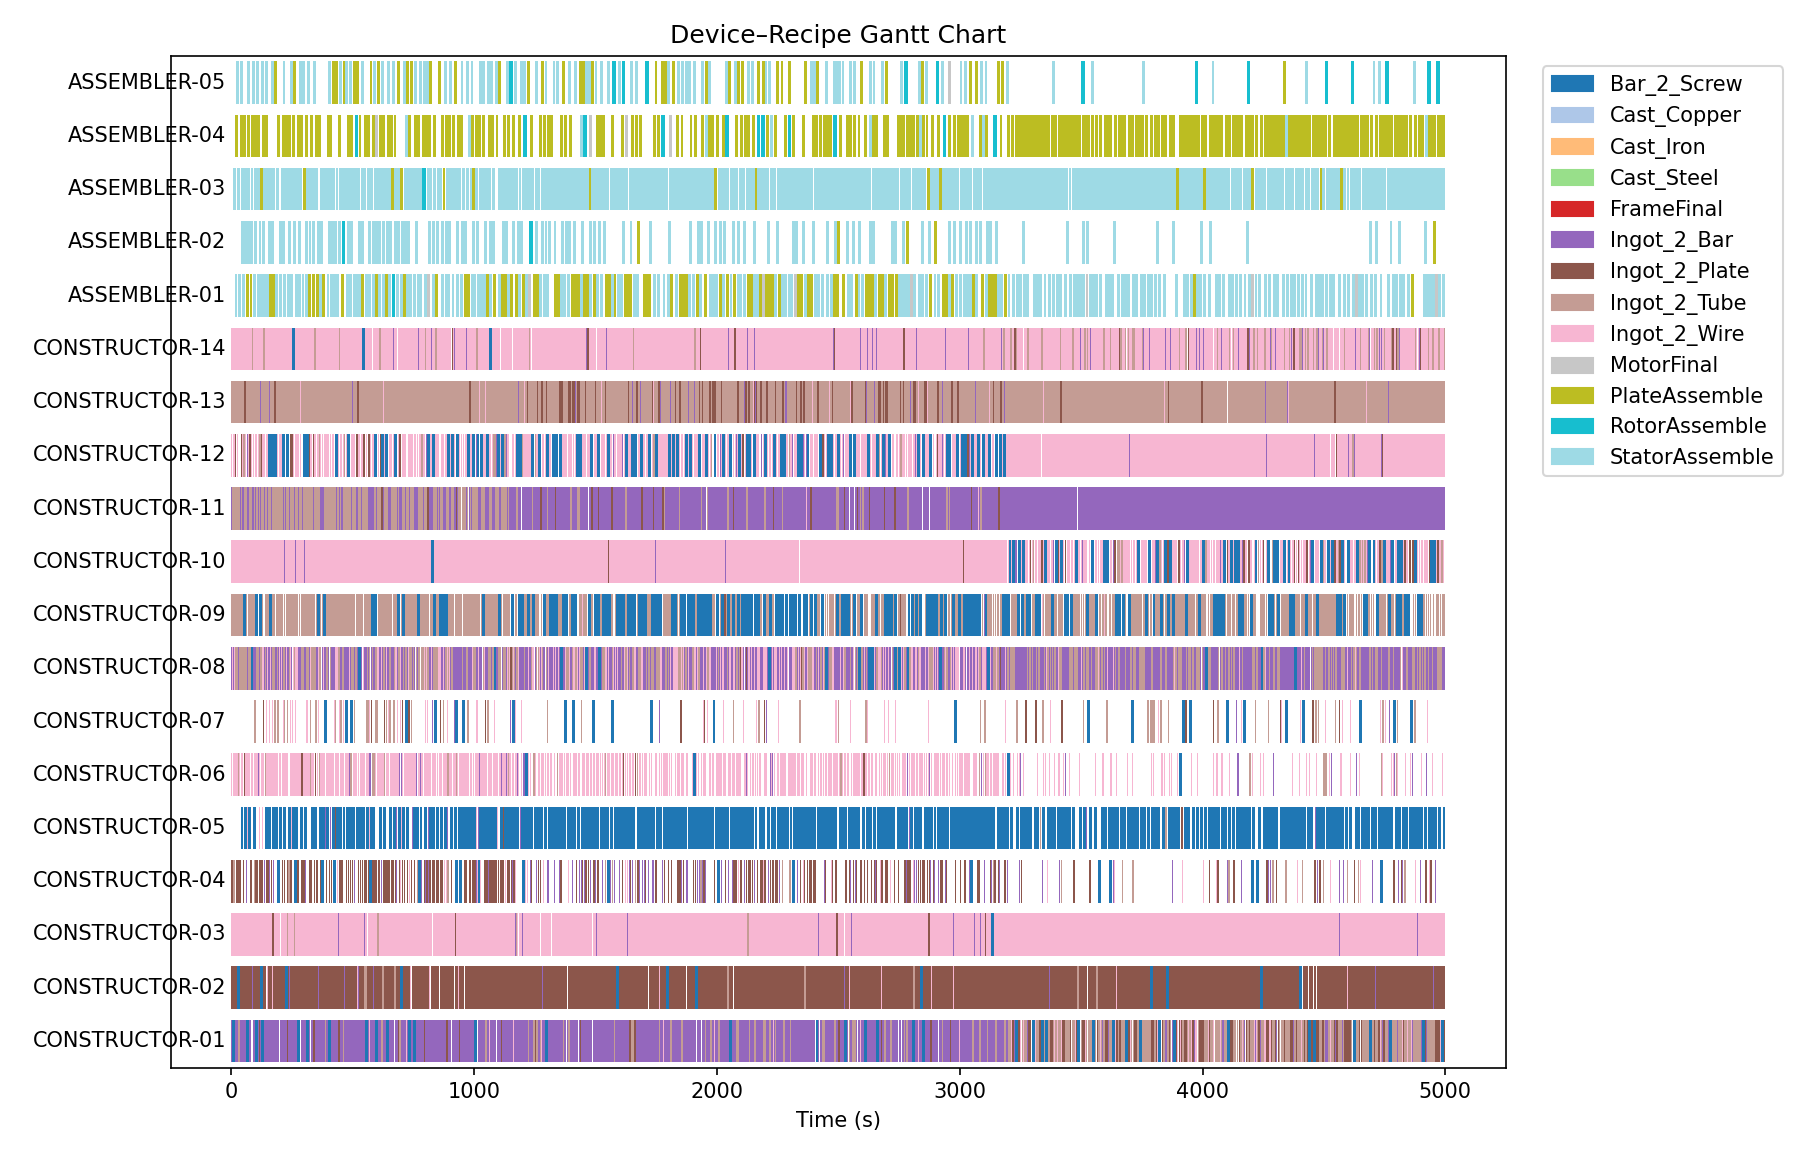 Device–Recipe Gantt Chart
ASSEMBLER-05
ASSEMBLER-04
ASSEMBLER-03
ASSEMBLER-02
ASSEMBLER-01
CONSTRUCTOR-14
CONSTRUCTOR-13
CONSTRUCTOR-12
CONSTRUCTOR-11
CONSTRUCTOR-10
CONSTRUCTOR-09
CONSTRUCTOR-08
CONSTRUCTOR-07
CONSTRUCTOR-06
CONSTRUCTOR-05
CONSTRUCTOR-04
CONSTRUCTOR-03
CONSTRUCTOR-02
CONSTRUCTOR-01
0 1000 2000 3000 4000 5000
Time (s)
Bar_2_Screw
Cast_Copper
Cast_Iron
Cast_Steel
FrameFinal
Ingot_2_Bar
Ingot_2_Plate
Ingot_2_Tube
Ingot_2_Wire
MotorFinal
PlateAssemble
RotorAssemble
StatorAssemble